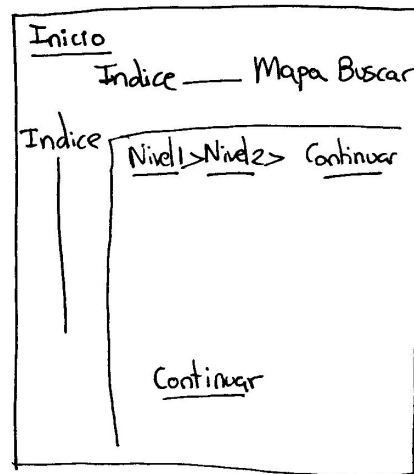 Inicio
Indice Mapa Buscar
Indice
Nivel1>Nivel2> Continuar
Continuar